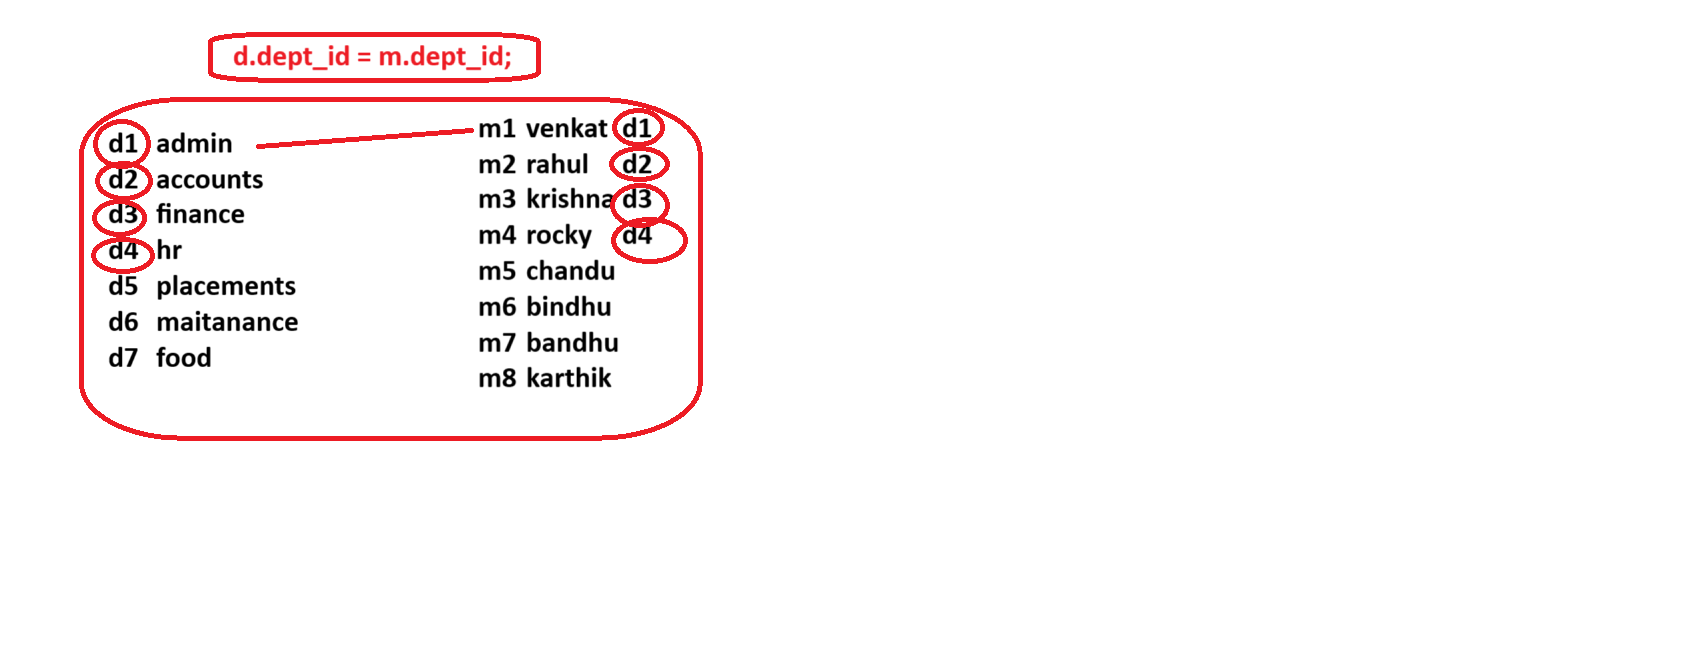 d.dept_id = m.dept_id;
d1 admin
d2 accounts
d3 finance
d4 hr
d5 placements
d6 maitanance
d7 food
m1 venkat d1
m2 rahul d2
m3 krishna d3
m4 rocky d4
m5 chandu
m6 bindhu
m7 bandhu
m8 karthik